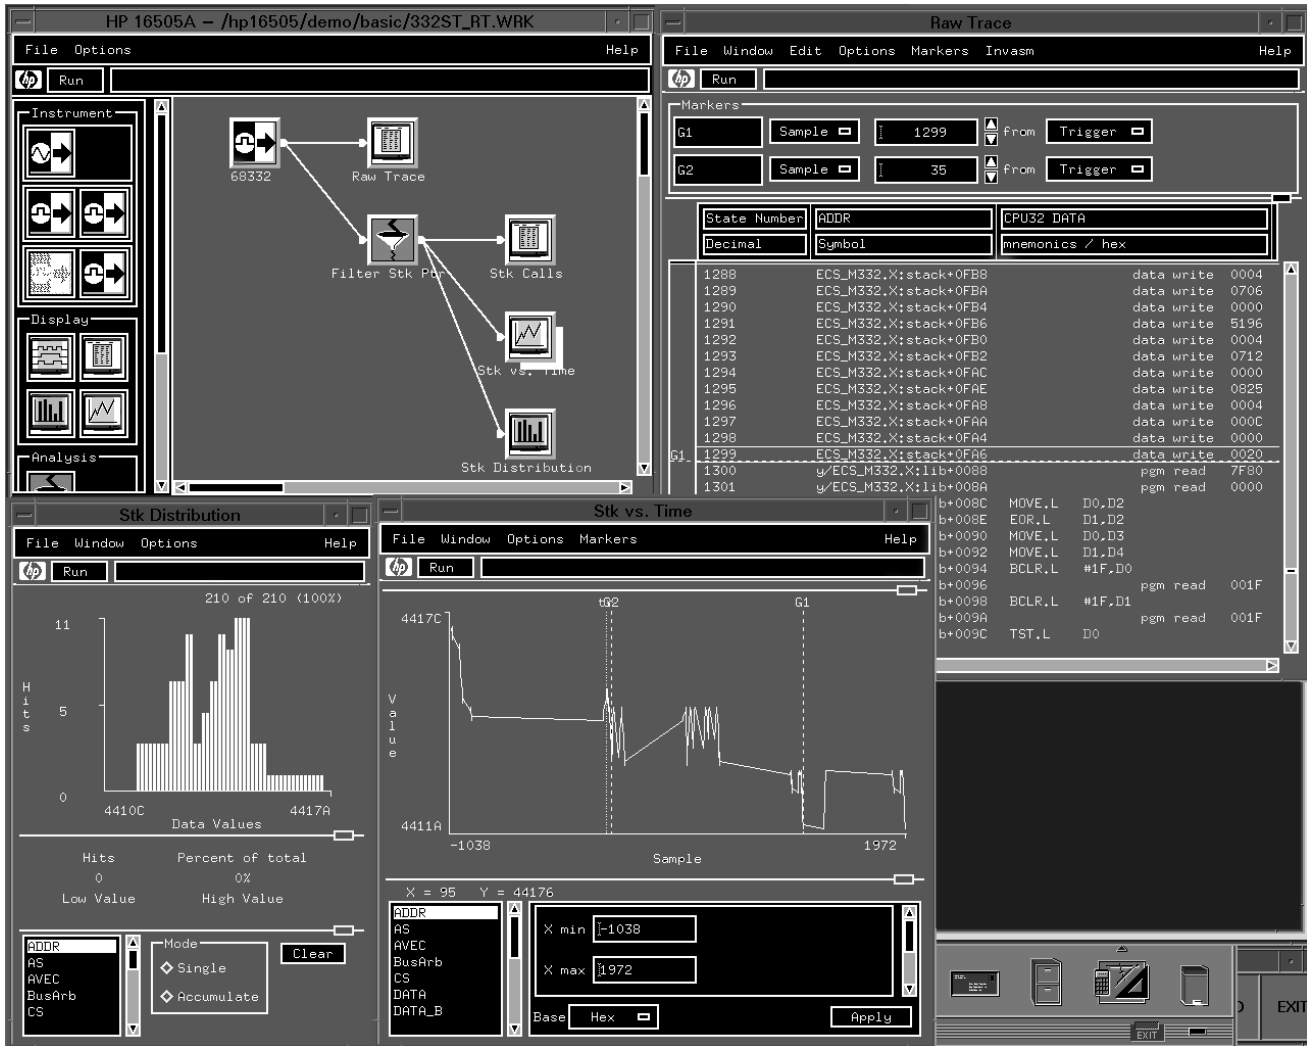 HP 16505A – /hp16505/demo/basic/332ST_RT.WRK
File Options Help
hp Run
Instrument
Display
Analysis
68332
Raw Trace
Filter Stk Ptr
Stk Calls
Stk vs. Time
Stk Distribution
Raw Trace
File Window Edit Options Markers Invasm Help
hp Run
Markers
G1 Sample 1299 from Trigger
G2 Sample 35 from Trigger
State Number ADDR CPU32 DATA
Decimal Symbol mnemonics / hex
1288 ECS_M332.X:stack+0FB8 data write 0004
1289 ECS_M332.X:stack+0FBA data write 0706
1290 ECS_M332.X:stack+0FB4 data write 0000
1291 ECS_M332.X:stack+0FB6 data write 5196
1292 ECS_M332.X:stack+0FB0 data write 0004
1293 ECS_M332.X:stack+0FB2 data write 0712
1294 ECS_M332.X:stack+0FAC data write 0000
1295 ECS_M332.X:stack+0FAE data write 0825
1296 ECS_M332.X:stack+0FA8 data write 0004
1297 ECS_M332.X:stack+0FAA data write 000C
1298 ECS_M332.X:stack+0FA4 data write 0000
G1 1299 ECS_M332.X:stack+0FA6 data write 0020
1300 y/ECS_M332.X:lib+0088 pgm read 7F80
1301 y/ECS_M332.X:lib+008A pgm read 0000
b+008C MOVE.L D0,D2
b+008E EOR.L D1,D2
b+0090 MOVE.L D0,D3
b+0092 MOVE.L D1,D4
b+0094 BCLR.L #1F,D0
b+0096 pgm read 001F
b+0098 BCLR.L #1F,D1
b+009A pgm read 001F
b+009C TST.L D0
Stk Distribution
File Window Options Help
hp Run
210 of 210 (100%)
11
Hits
5
0
4410C 4417A
Data Values
Hits Percent of total
0 0%
Low Value High Value
ADDR
AS
AVEC
BusArb
CS
Mode
Single
Accumulate
Clear
Stk vs. Time
File Window Options Markers Help
hp Run
G2 G1
4417C
Value
4411A
-1038 1972
Sample
X = 95 Y = 44176
ADDR
AS
AVEC
BusArb
CS
DATA
DATA_B
X min -1038
X max 1972
Base Hex Apply
EXIT
EXIT